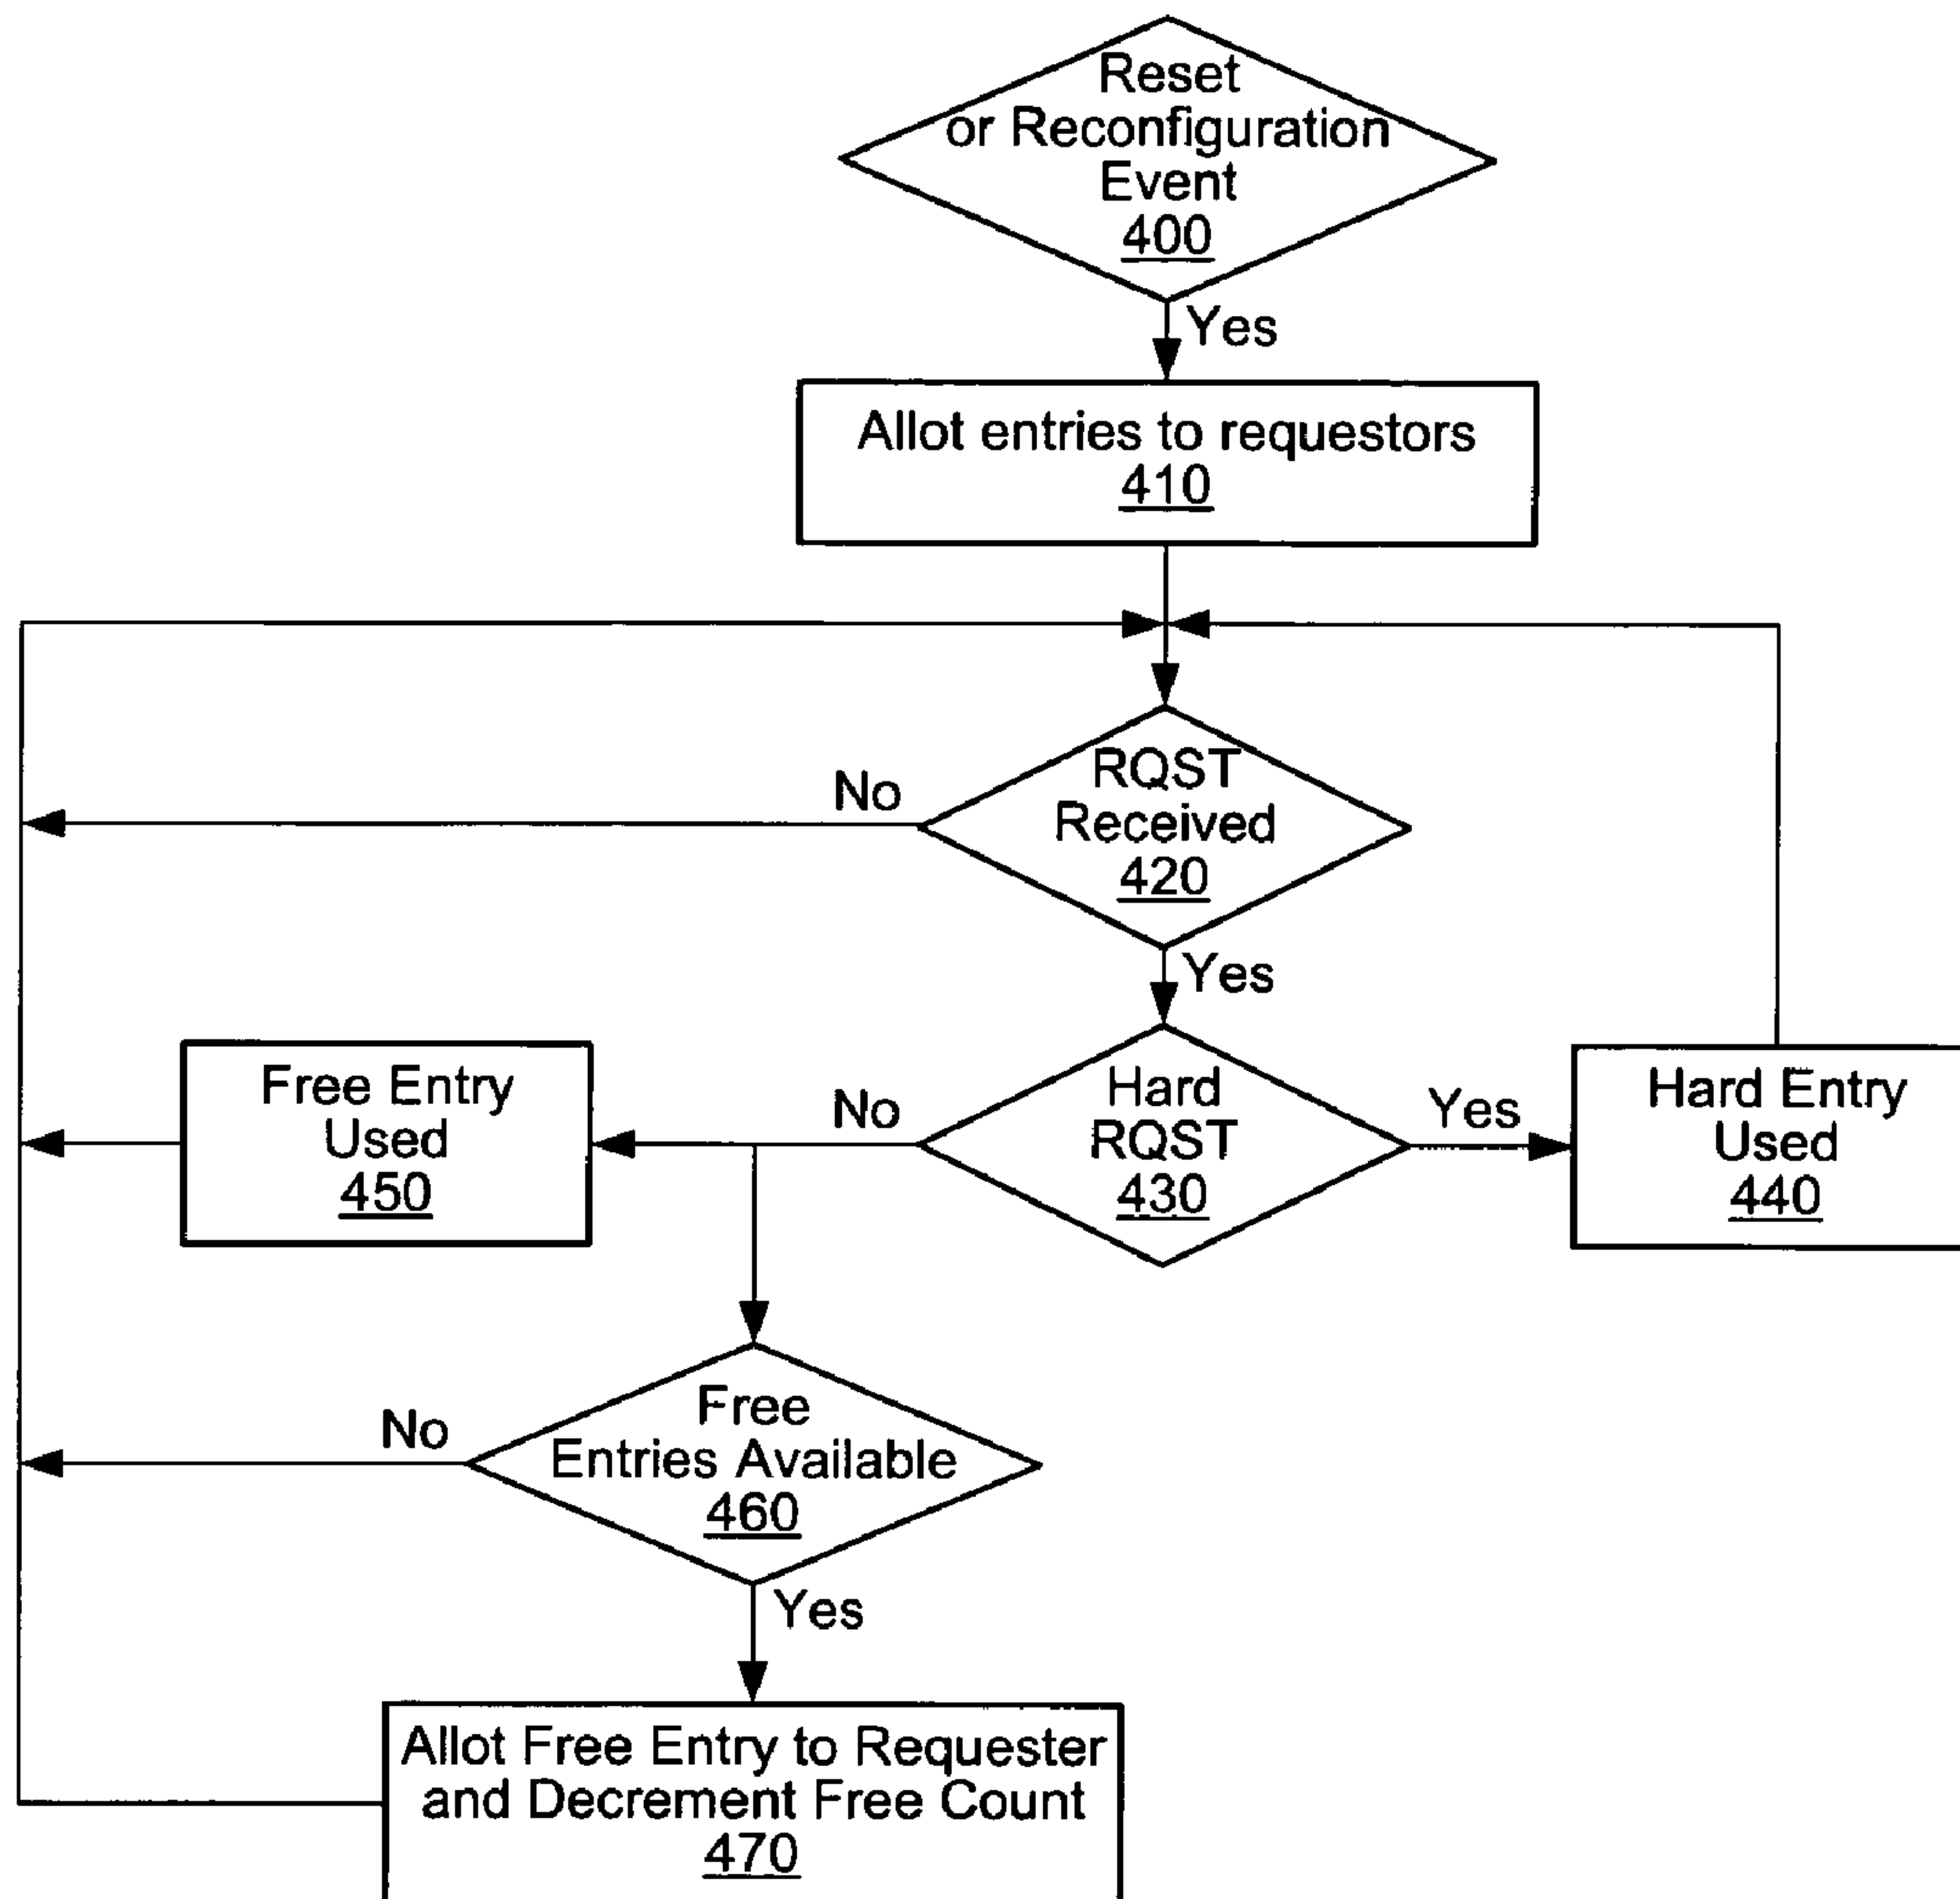 Reset
or Reconfiguration
Event
400
Yes
Allot entries to requestors
410
No
RQST
Received
420
Yes
Free Entry
Used
450
No
Hard
RQST
430
Yes
Hard Entry
Used
440
No
Free
Entries Available
460
Yes
Allot Free Entry to Requester
and Decrement Free Count
470